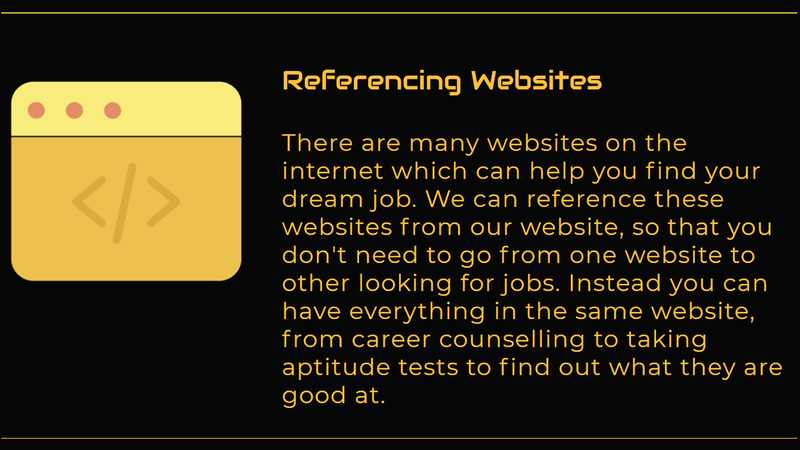 Referencing Websites
There are many websites on the
internet which can help you find your
dream job. We can reference these
websites from our website, so that you
don't need to go from one website to
other looking for jobs. Instead you can
have everything in the same website,
from career counselling to taking
aptitude tests to find out what they are
good at.